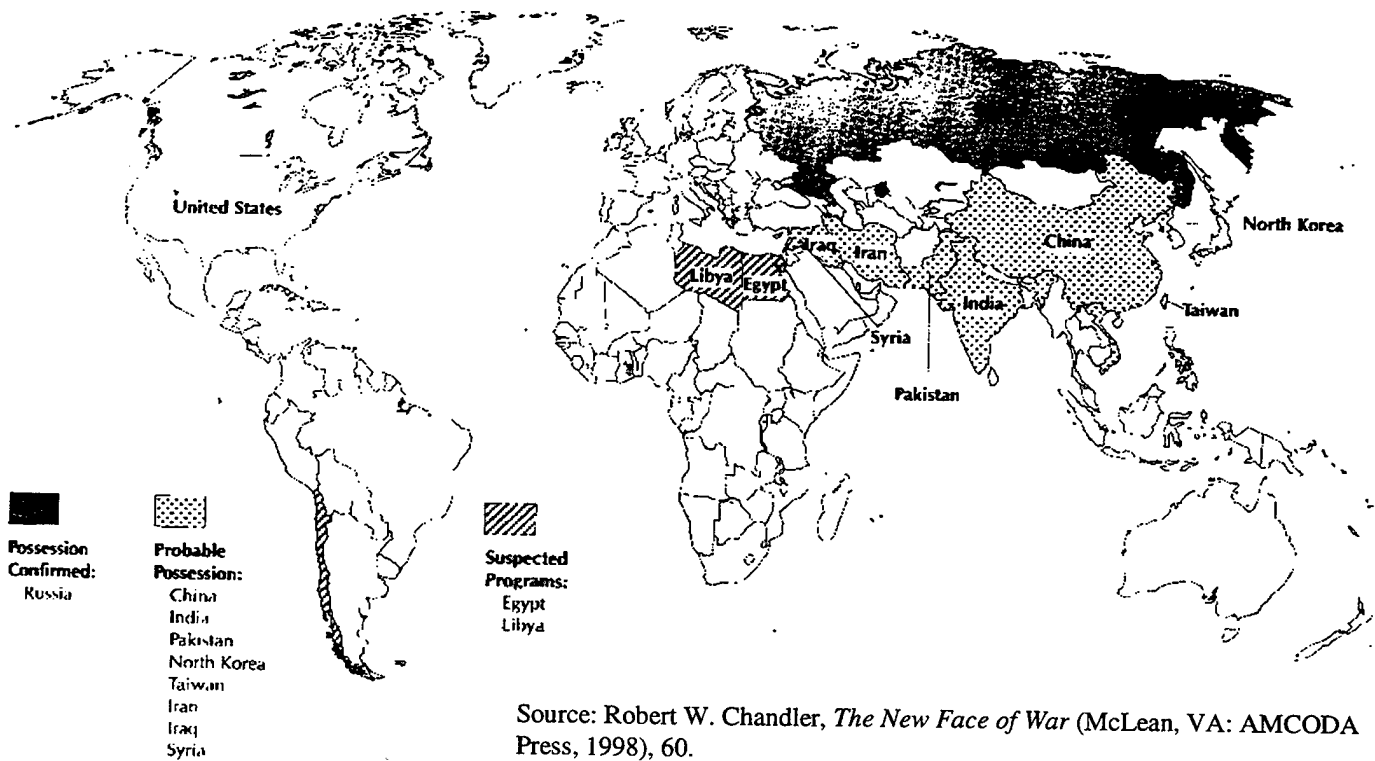 United States
North Korea
China
Iraq
Iran
Libya
Egypt
India
Taiwan
Syria
Pakistan
Possession
Confirmed:
Russia
Probable
Possession:
China
India
Pakistan
North Korea
Taiwan
Iran
Iraq
Syria
Suspected
Programs:
Egypt
Libya
Source: Robert W. Chandler, The New Face of War (McLean, VA: AMCODA
Press, 1998), 60.